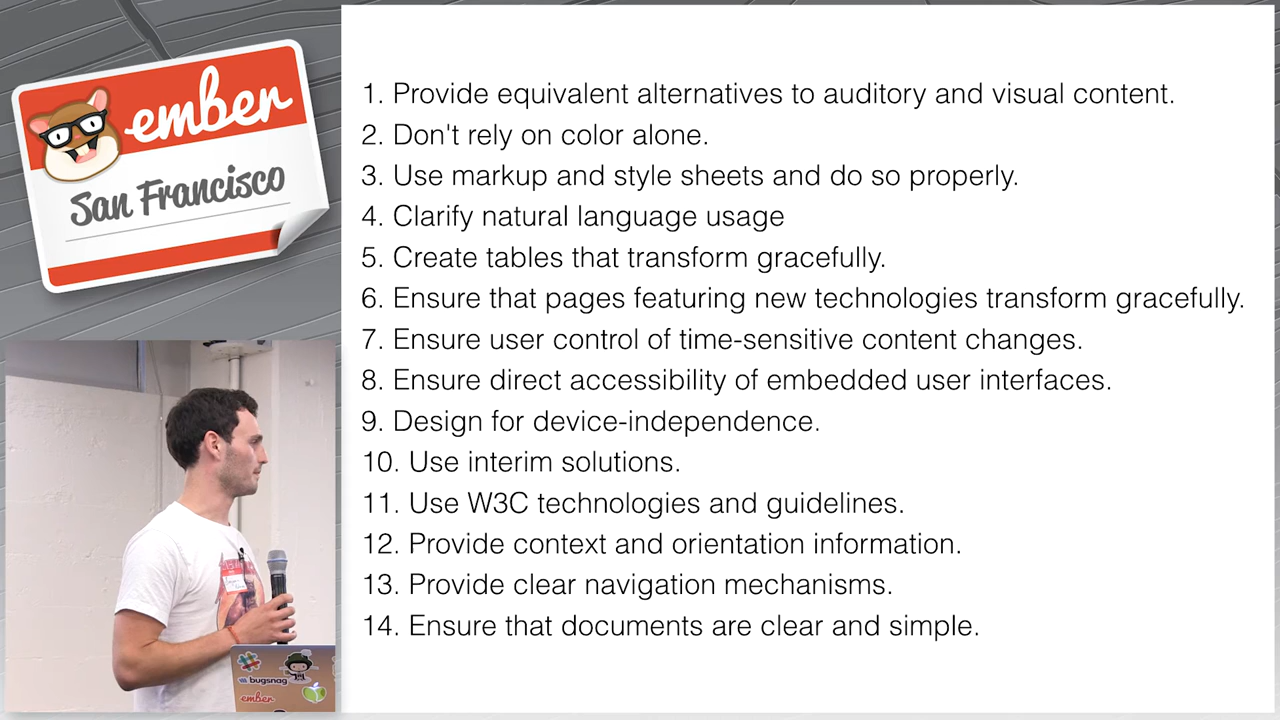 ember
San Francisco
1. Provide equivalent alternatives to auditory and visual content.
2. Don't rely on color alone.
3. Use markup and style sheets and do so properly.
4. Clarify natural language usage
5. Create tables that transform gracefully.
6. Ensure that pages featuring new technologies transform gracefully.
7. Ensure user control of time-sensitive content changes.
8. Ensure direct accessibility of embedded user interfaces.
9. Design for device-independence.
10. Use interim solutions.
11. Use W3C technologies and guidelines.
12. Provide context and orientation information.
13. Provide clear navigation mechanisms.
14. Ensure that documents are clear and simple.
bugsnag
ember